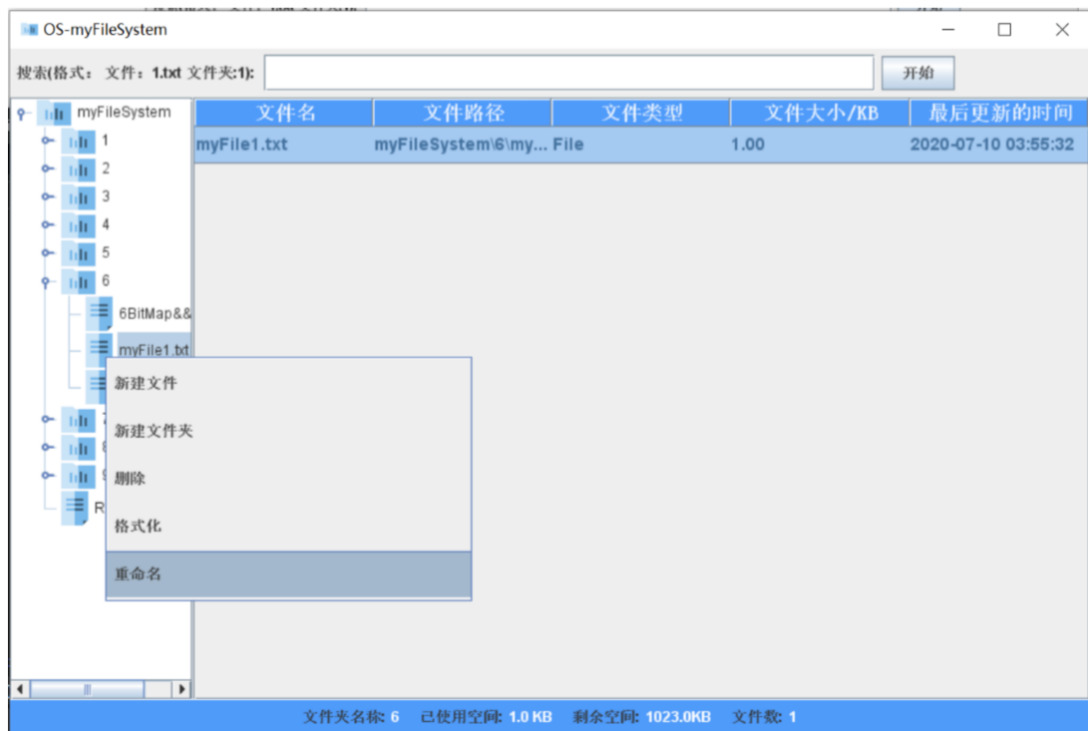 OS-myFileSystem
搜索(格式： 文件：1.txt 文件夹:1):
开始
myFileSystem
文件名 文件路径 文件类型 文件大小/KB 最后更新的时间
myFile1.txt myFileSystem\6\my... File 1.00 2020-07-10 03:55:32
1
2
3
4
5
6
6BitMap&&
myFile1.txt
新建文件
新建文件夹
删除
格式化
重命名
R
文件夹名称: 6 已使用空间: 1.0 KB 剩余空间: 1023.0KB 文件数: 1